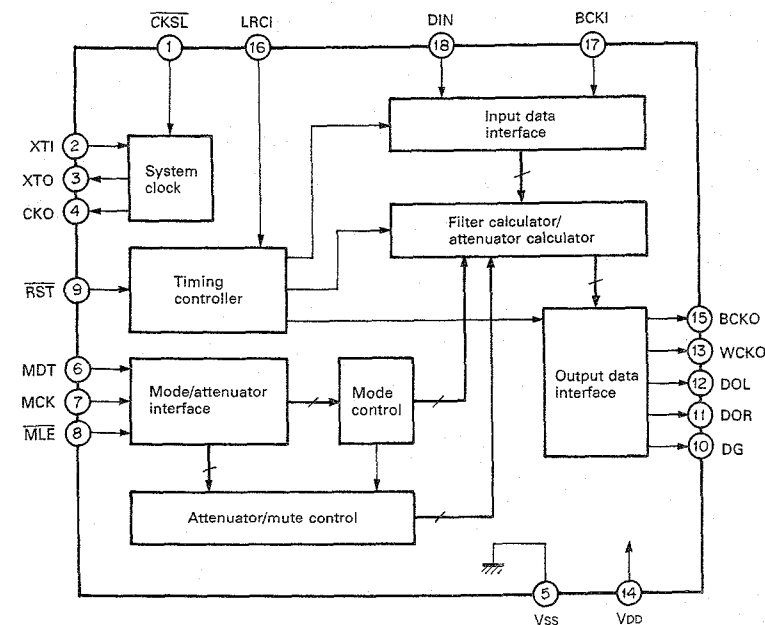 CKSL LRCI DIN BCKI
1 16 18 17
Input data
interface
XTI 2
XTO 3
CKO 4
System
clock
Filter calculator/
attenuator calculator
RST 9
Timing
controller
15 BCKO
13 WCKO
12 DOL
11 DOR
10 DG
Output data
interface
MDT 6
MCK 7
MLE 8
Mode/attenuator
interface
Mode
control
Attenuator/mute control
5 14
VSS VDD